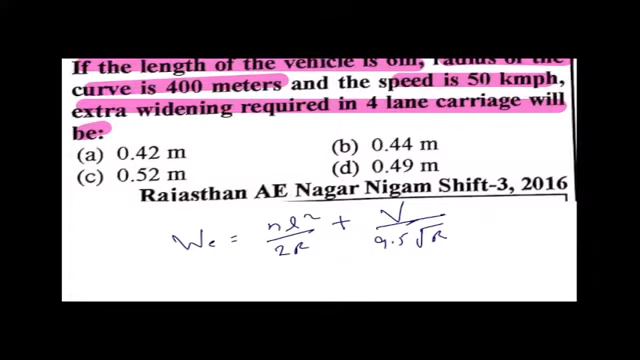 If the length of the vehicle is 6m, radius of the
curve is 400 meters and the speed is 50 kmph,
extra widening required in 4 lane carriage will
be:
(a) 0.42 m (b) 0.44 m
(c) 0.52 m (d) 0.49 m
Rajasthan AE Nagar Nigam Shift-3, 2016
We = nl²/2R + V/9.5√R